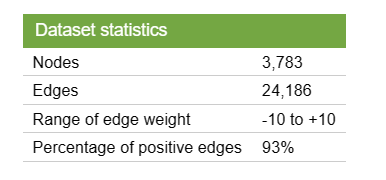 Dataset statistics
Nodes 3,783
Edges 24,186
Range of edge weight -10 to +10
Percentage of positive edges 93%